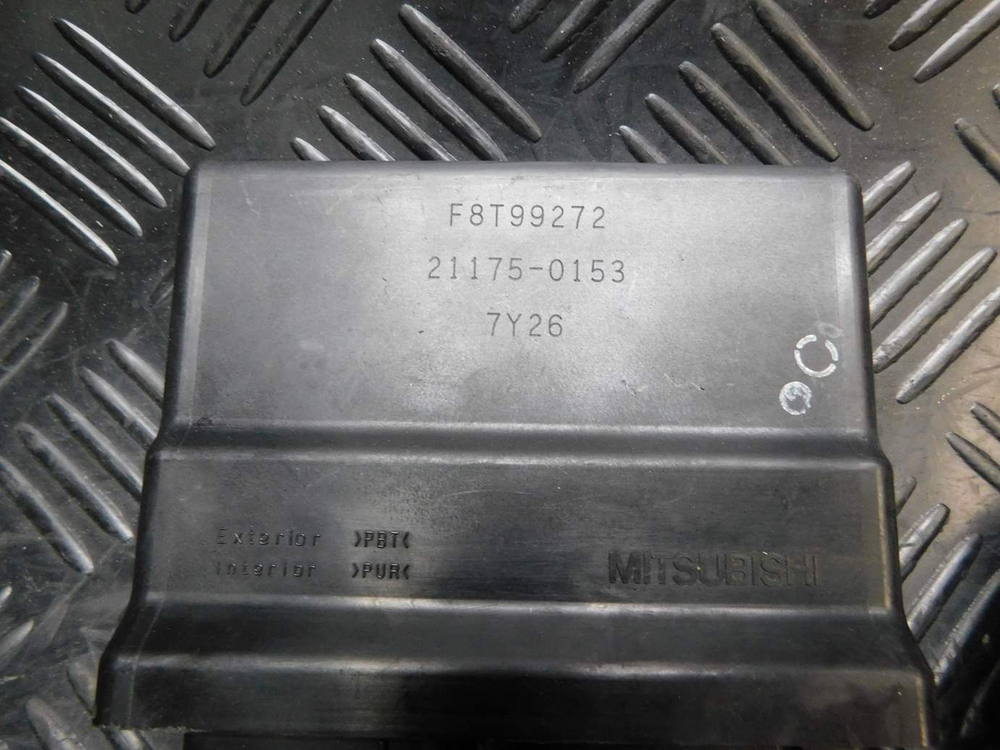 F8T99272
21175-0153
7Y26
Exterior >PBT<
Interior >PUR<
MITSUBISHI